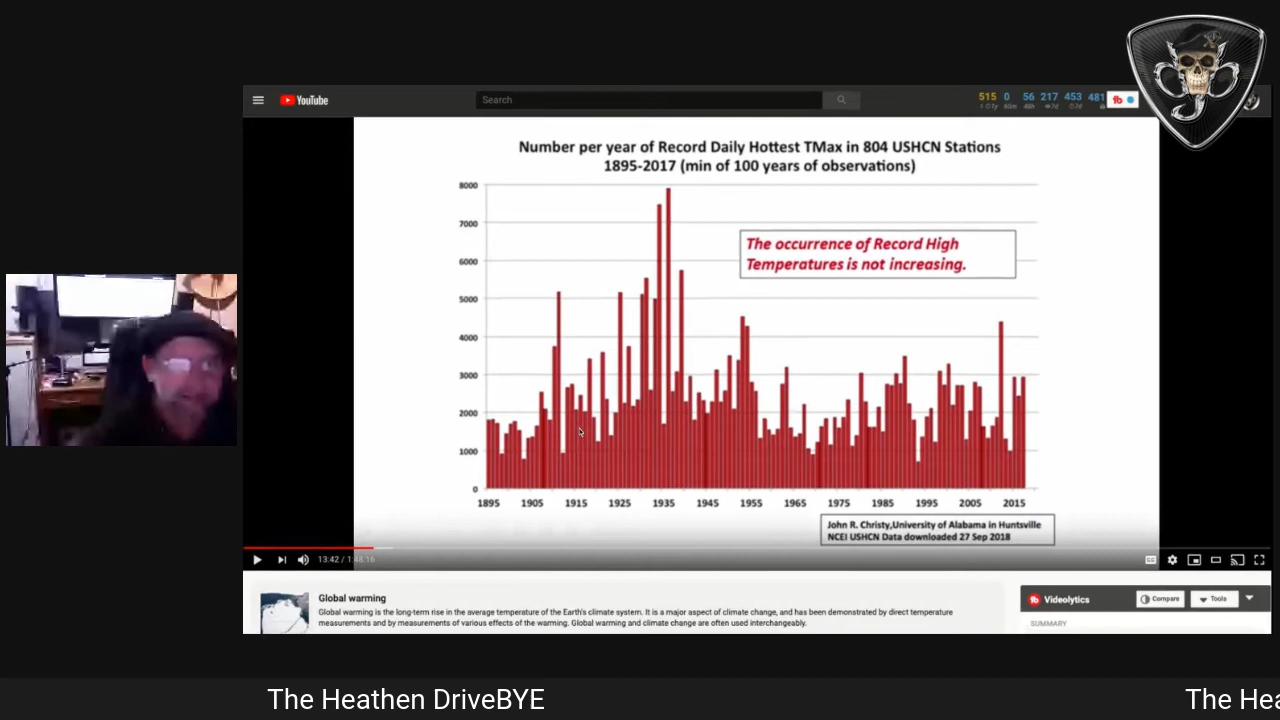 YouTube
Search
515 0 56 217 453 481
Number per year of Record Daily Hottest TMax in 804 USHCN Stations
1895-2017 (min of 100 years of observations)
8000
7000
6000
5000
4000
3000
2000
1000
0
The occurrence of Record High
Temperatures is not increasing.
1895 1905 1915 1925 1935 1945 1955 1965 1975 1985 1995 2005 2015
John R. Christy,University of Alabama in Huntsville
NCEI USHCN Data downloaded 27 Sep 2018
13:42 / 1:48:16
Global warming
Global warming is the long-term rise in the average temperature of the Earth's climate system. It is a major aspect of climate change, and has been demonstrated by direct temperature
measurements and by measurements of various effects of the warming. Global warming and climate change are often used interchangeably.
Videolytics
Compare
Tools
SUMMARY
The Heathen DriveBYE
The Hea